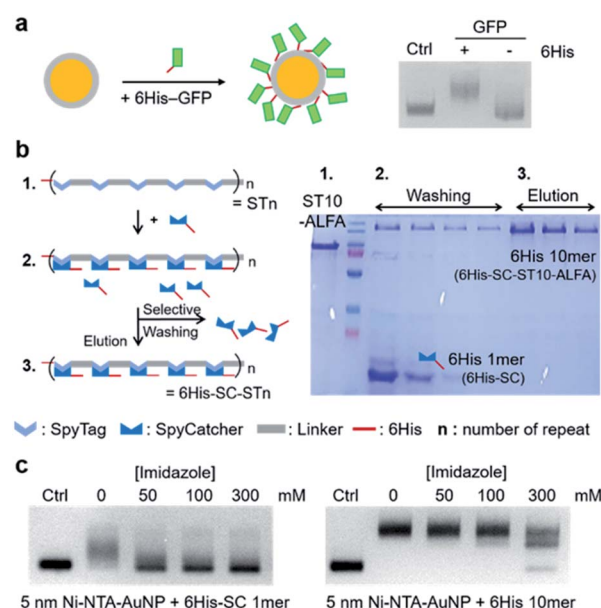 a
+ 6His–GFP
GFP
Ctrl + - 6His
b
1. n
= STn
+
2. n
Selective
Elution Washing
3. n
= 6His-SC-STn
1. 2. 3.
ST10 Washing Elution
-ALFA
6His 10mer
(6His-SC-ST10-ALFA)
6His 1mer
(6His-SC)
: SpyTag : SpyCatcher : Linker : 6His n : number of repeat
c
[Imidazole]
Ctrl 0 50 100 300 mM
5 nm Ni-NTA-AuNP + 6His-SC 1mer
[Imidazole]
Ctrl 0 50 100 300 mM
5 nm Ni-NTA-AuNP + 6His 10mer